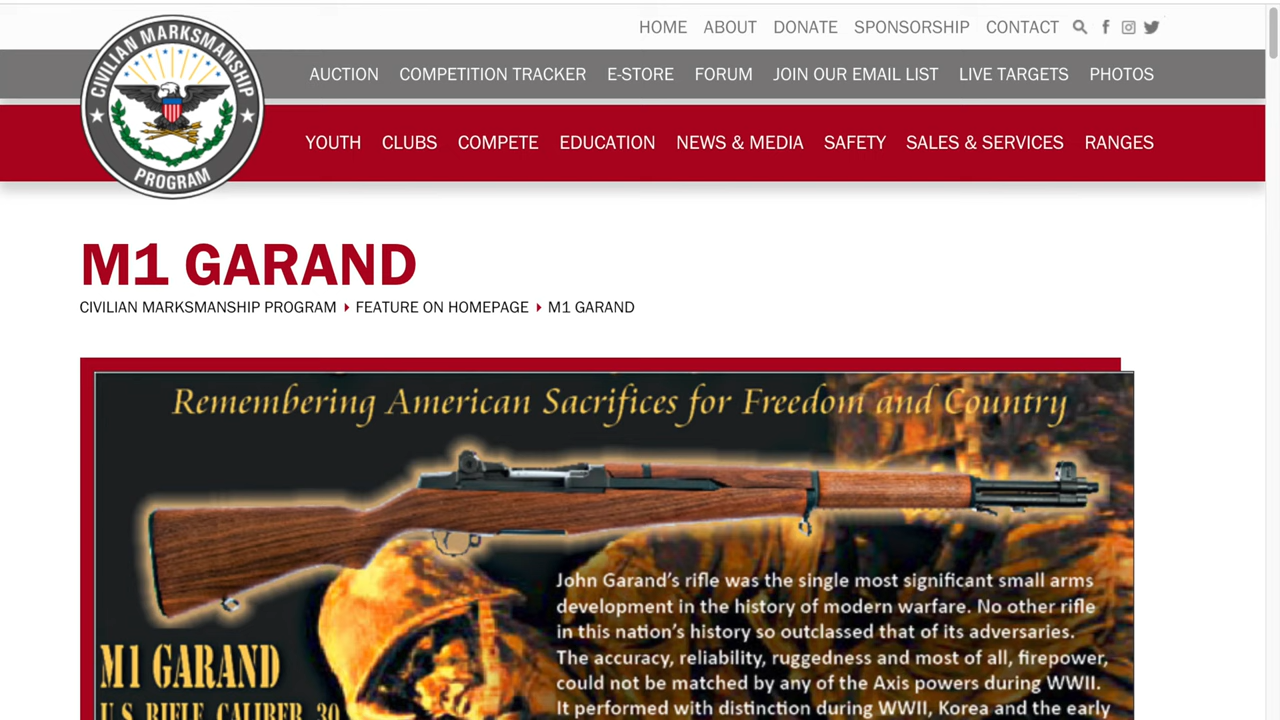 CIVILIAN MARKSMANSHIP
PROGRAM
HOME ABOUT DONATE SPONSORSHIP CONTACT
AUCTION COMPETITION TRACKER E-STORE FORUM JOIN OUR EMAIL LIST LIVE TARGETS PHOTOS
YOUTH CLUBS COMPETE EDUCATION NEWS & MEDIA SAFETY SALES & SERVICES RANGES
M1 GARAND
CIVILIAN MARKSMANSHIP PROGRAM FEATURE ON HOMEPAGE M1 GARAND
Remembering American Sacrifices for Freedom and Country
John Garand's rifle was the single most significant small arms
development in the history of modern warfare. No other rifle
in this nation's history so outclassed that of its adversaries.
The accuracy, reliability, ruggedness and most of all, firepower,
could not be matched by any of the Axis powers during WWII.
It performed with distinction during WWII, Korea and the early
M1 GARAND
U.S. RIFLE, CALIBER .30